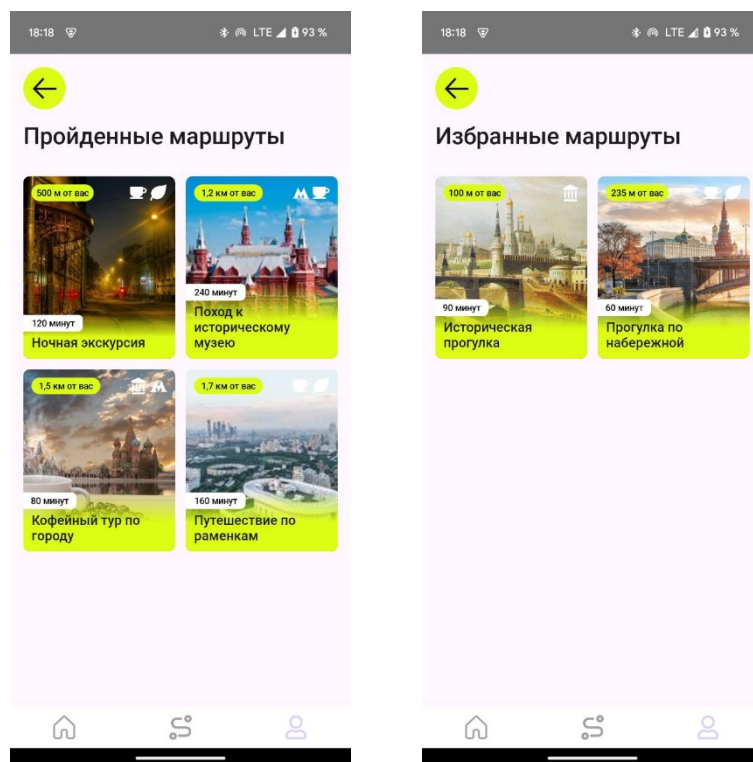 18:18 LTE 93 %
Пройденные маршруты
500 м от вас
120 минут
Ночная экскурсия
1,2 км от вас
240 минут
Поход к
историческому
музею
1,5 км от вас
80 минут
Кофейный тур по
городу
1,7 км от вас
160 минут
Путешествие по
раменкам
18:18 LTE 93 %
Избранные маршруты
100 м от вас
90 минут
Историческая
прогулка
235 м от вас
60 минут
Прогулка по
набережной